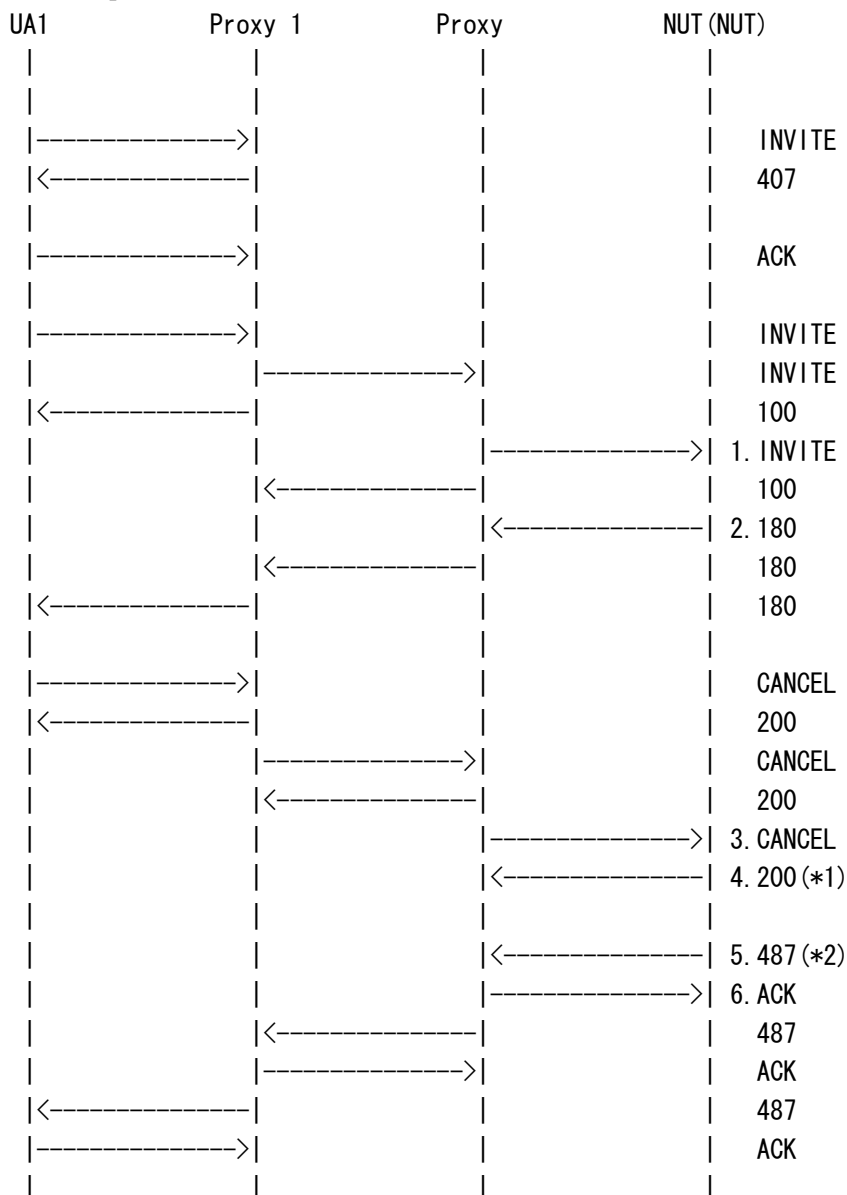 UA1 Proxy 1 Proxy NUT(NUT)
| | | |
| | | |
|-------------->| | | INVITE
|<--------------| | | 407
| | | |
|-------------->| | | ACK
| | | |
|-------------->| | | INVITE
| |-------------->| | INVITE
|<--------------| | | 100
| | |-------------->| 1.INVITE
| |<--------------| | 100
| | |<--------------| 2.180
| |<--------------| | 180
|<--------------| | | 180
| | | |
|-------------->| | | CANCEL
|<--------------| | | 200
| |-------------->| | CANCEL
| |<--------------| | 200
| | |-------------->| 3.CANCEL
| | |<--------------| 4.200(*1)
| | | |
| | |<--------------| 5.487(*2)
| | |-------------->| 6.ACK
| |<--------------| | 487
| |-------------->| | ACK
|<--------------| | | 487
|-------------->| | | ACK
| | | |